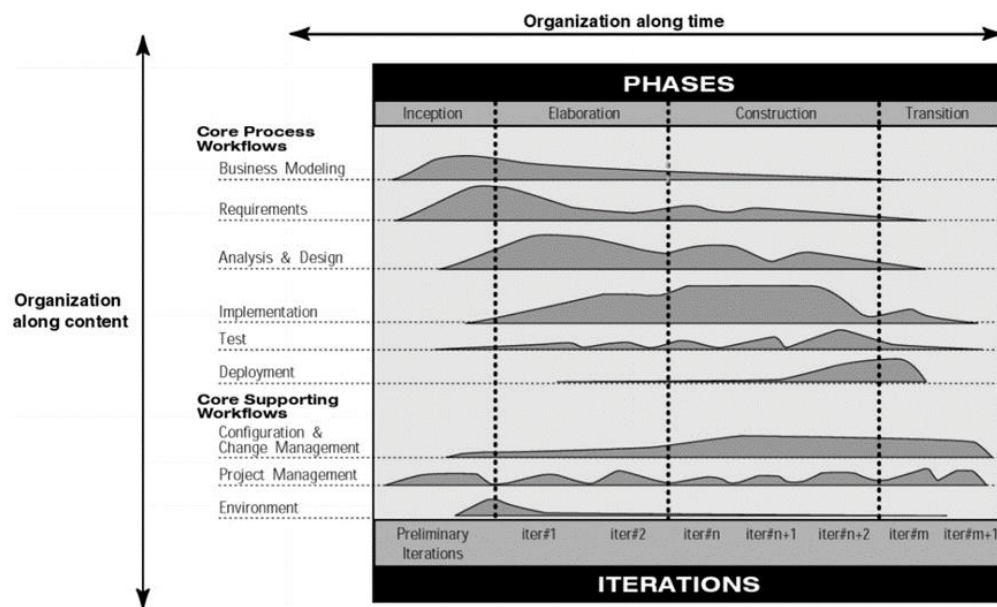 Organization along time
PHASES
Inception Elaboration Construction Transition
Core Process
Workflows
Business Modeling
Requirements
Analysis & Design
Implementation
Test
Deployment
Core Supporting
Workflows
Configuration &
Change Management
Project Management
Environment
Organization
along content
Preliminary
Iterations
iter#1 iter#2 iter#n iter#n+1 iter#n+2 iter#m iter#m+1
ITERATIONS